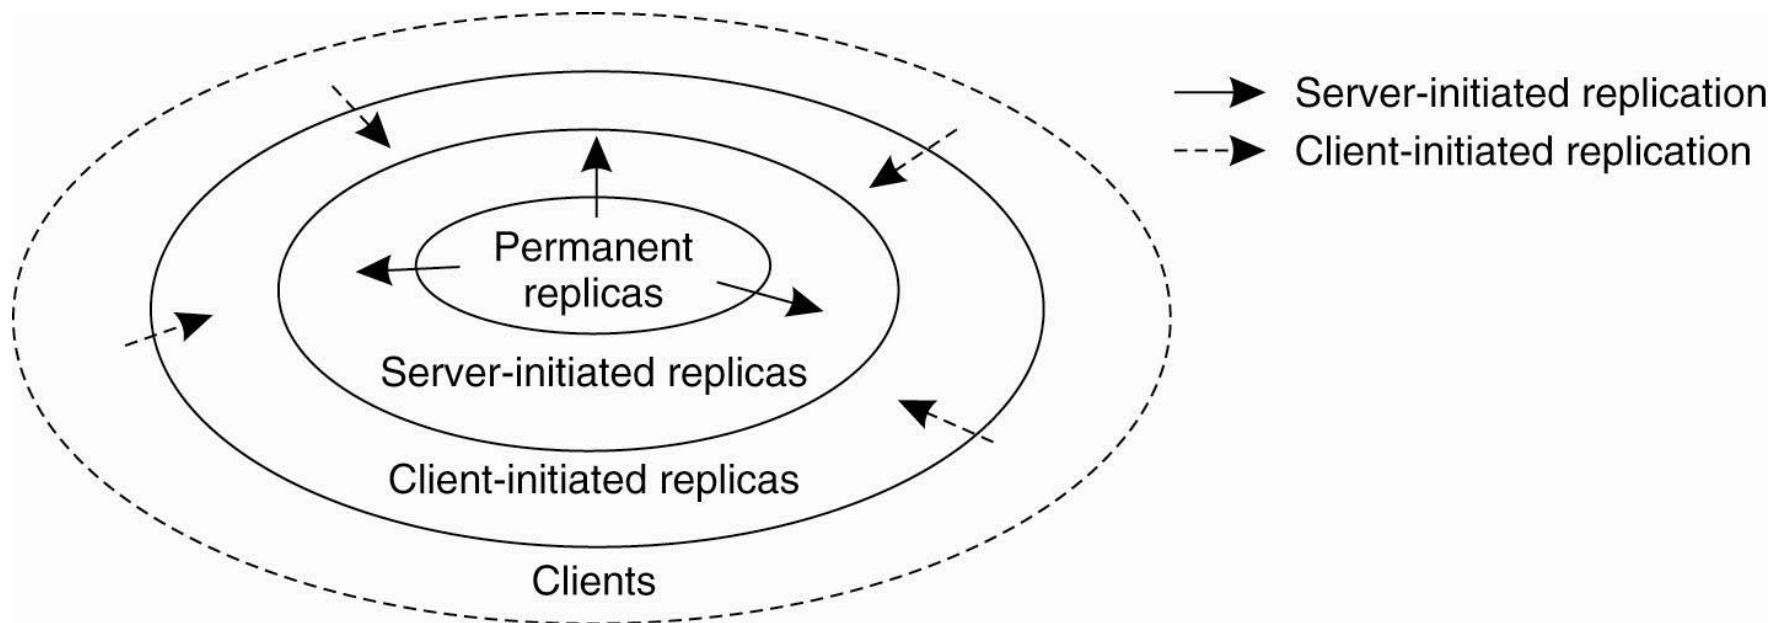 Server-initiated replication
Client-initiated replication
Permanent
replicas
Server-initiated replicas
Client-initiated replicas
Clients